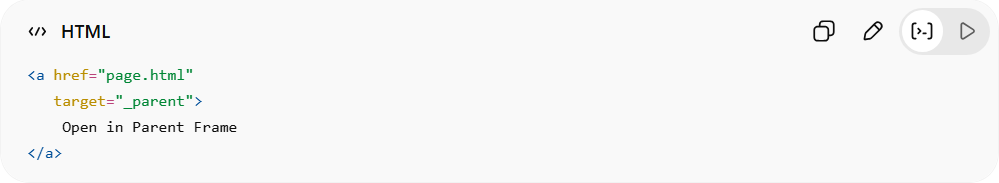 HTML
<a href="page.html"
   target="_parent">
    Open in Parent Frame
</a>